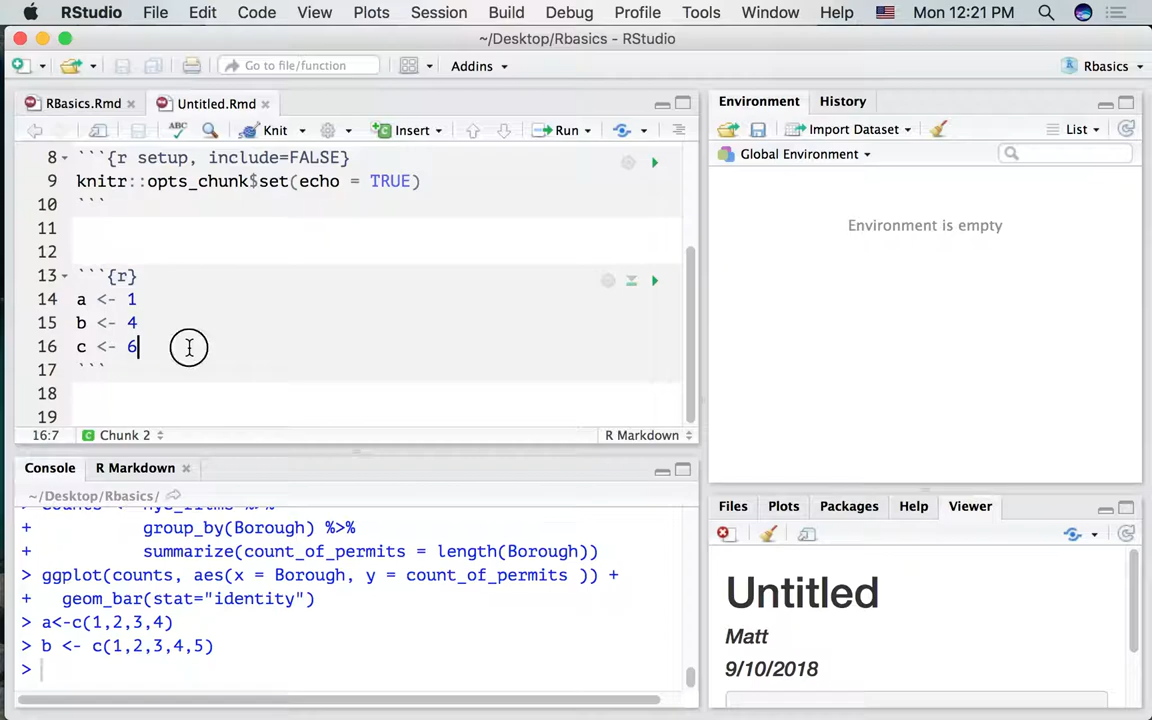 RStudio File Edit Code View Plots Session Build Debug Profile Tools Window Help Mon 12:21 PM
~/Desktop/Rbasics - RStudio
Go to file/function Addins Rbasics
RBasics.Rmd Untitled.Rmd
ABC Knit Insert Run
8 ```{r setup, include=FALSE}
9 knitr::opts_chunk$set(echo = TRUE)
10 ```
11
12
13 ```{r}
14 a <- 1
15 b <- 4
16 c <- 6
17 ```
18
19
16:7 Chunk 2 R Markdown
Console R Markdown
~/Desktop/Rbasics/
+ group_by(Borough) %>%
+ summarize(count_of_permits = length(Borough))
> ggplot(counts, aes(x = Borough, y = count_of_permits )) +
+ geom_bar(stat="identity")
> a<-c(1,2,3,4)
> b <- c(1,2,3,4,5)
>
Environment History
Import Dataset List
Global Environment
Environment is empty
Files Plots Packages Help Viewer
Untitled
Matt
9/10/2018